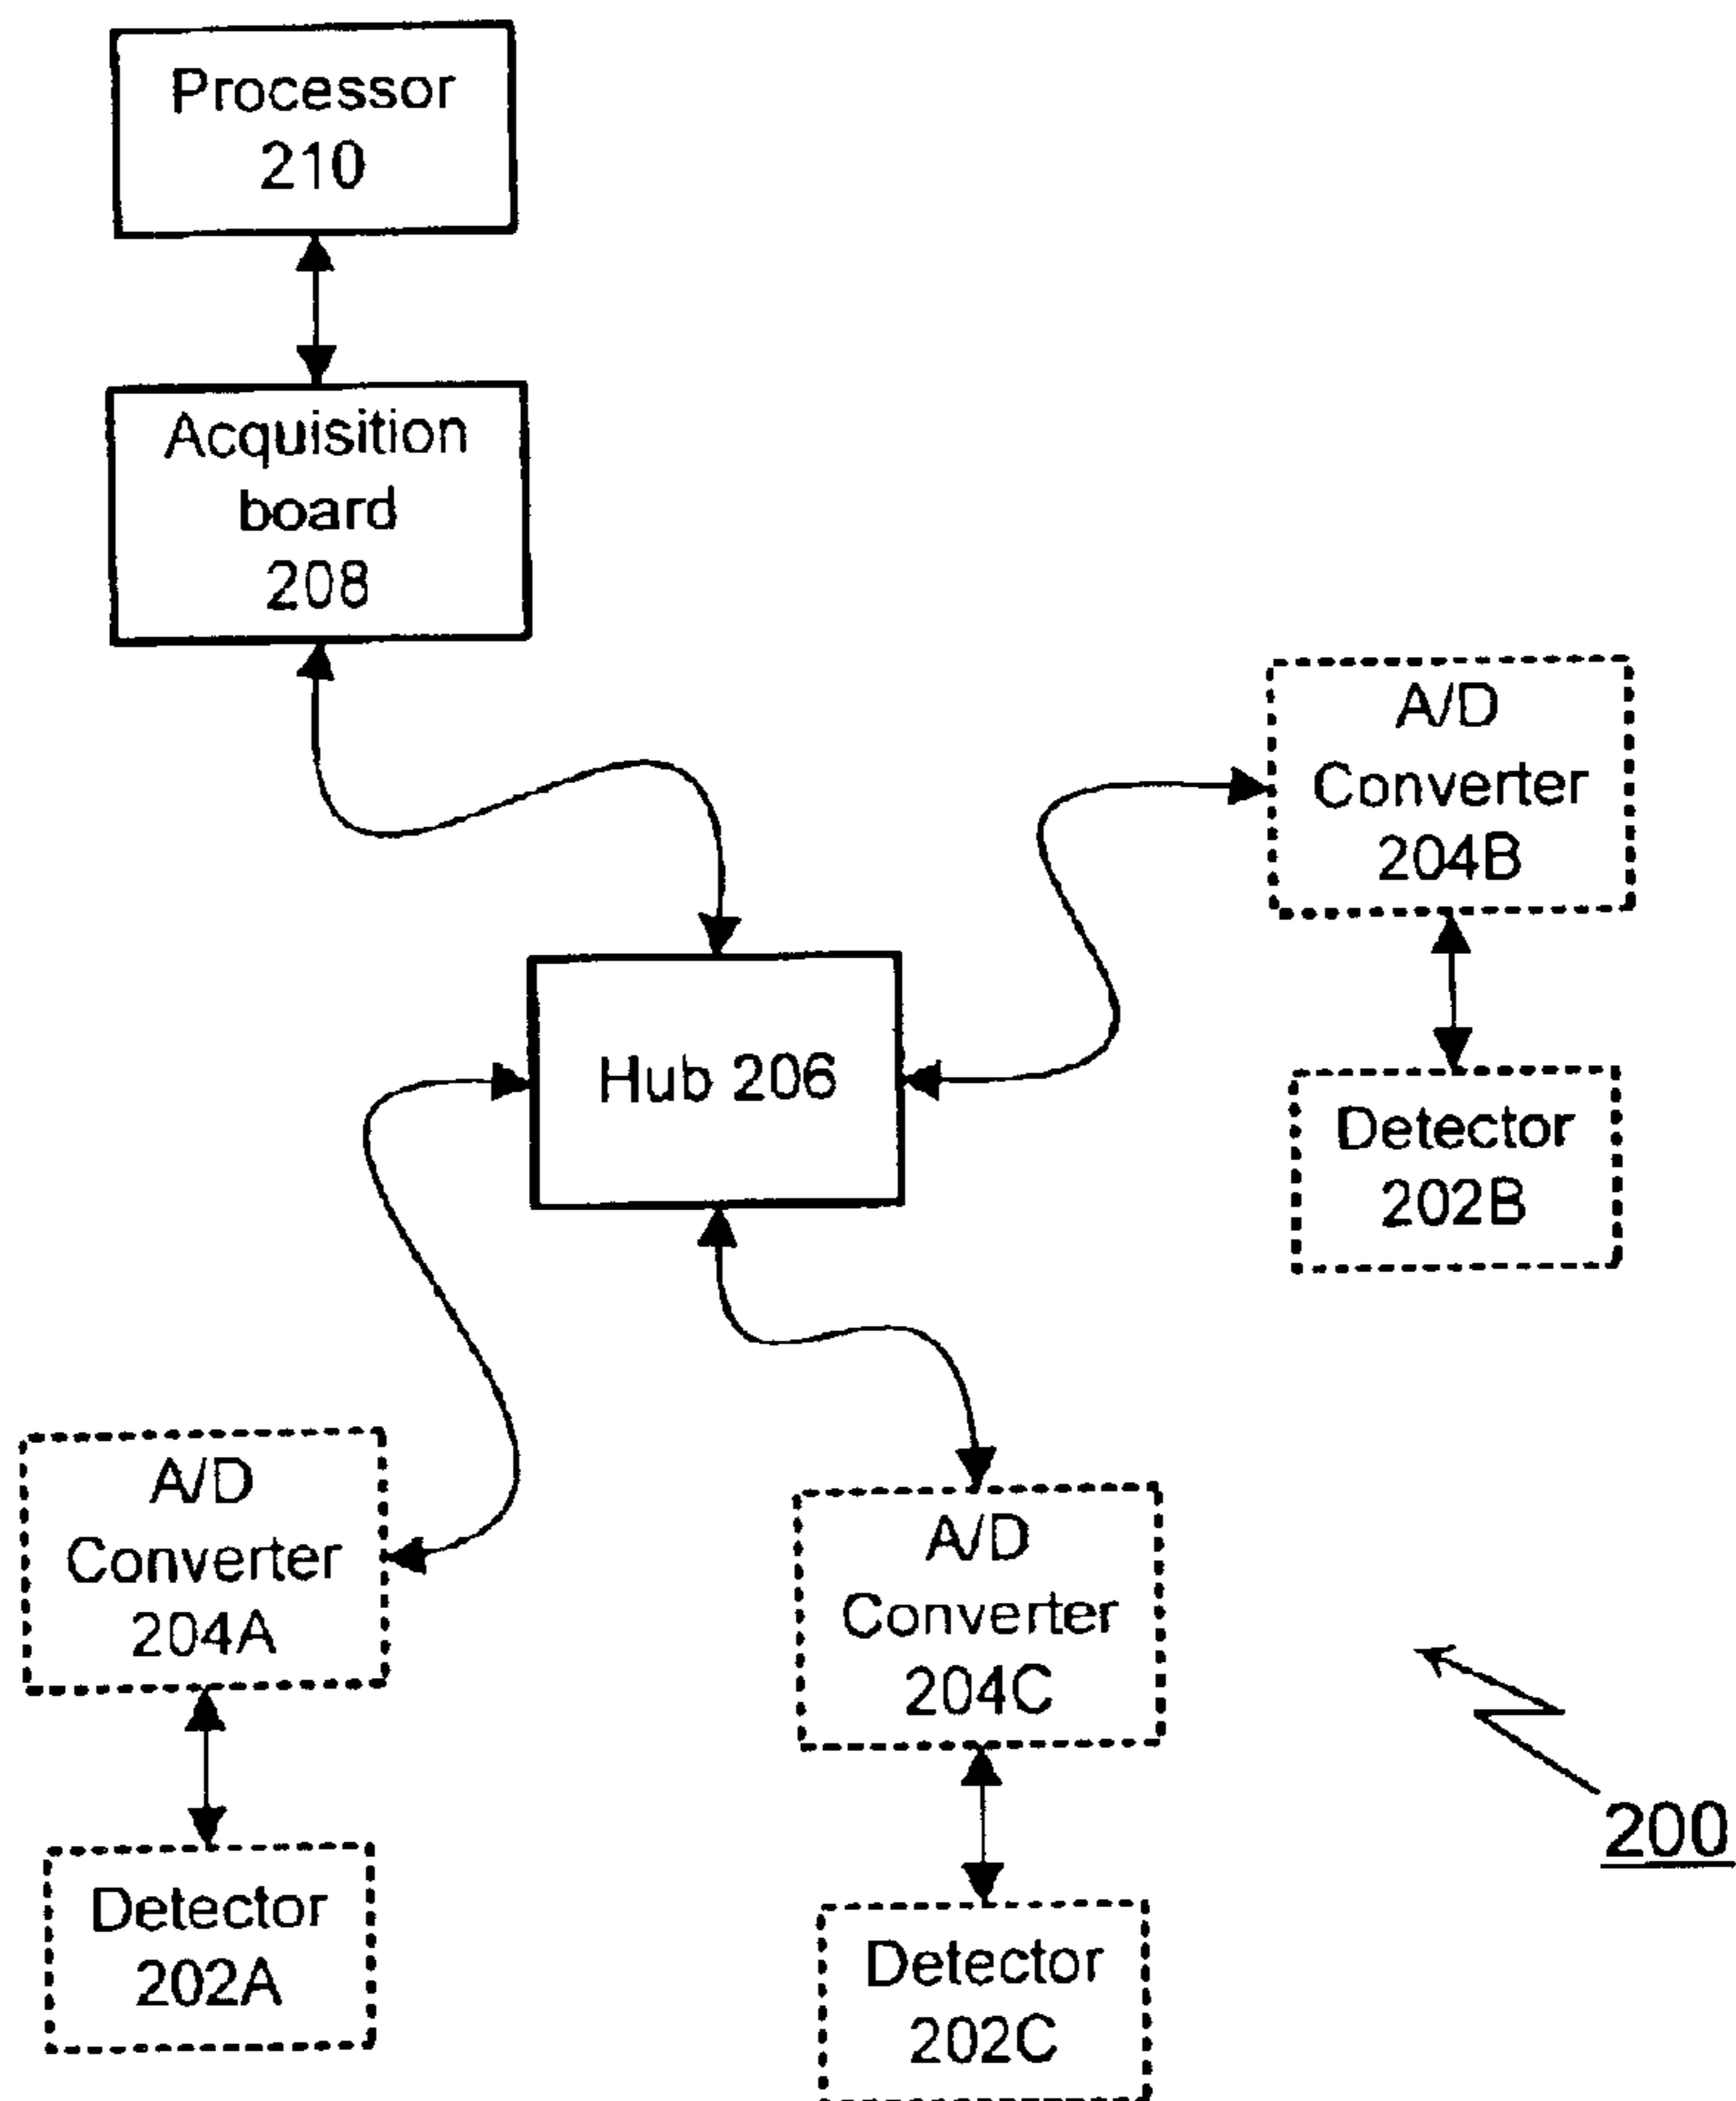 Processor
210
Acquisition
board
208
A/D
Converter
204B
Hub 206
Detector
202B
A/D
Converter
204A
A/D
Converter
204C
200
Detector
202A
Detector
202C